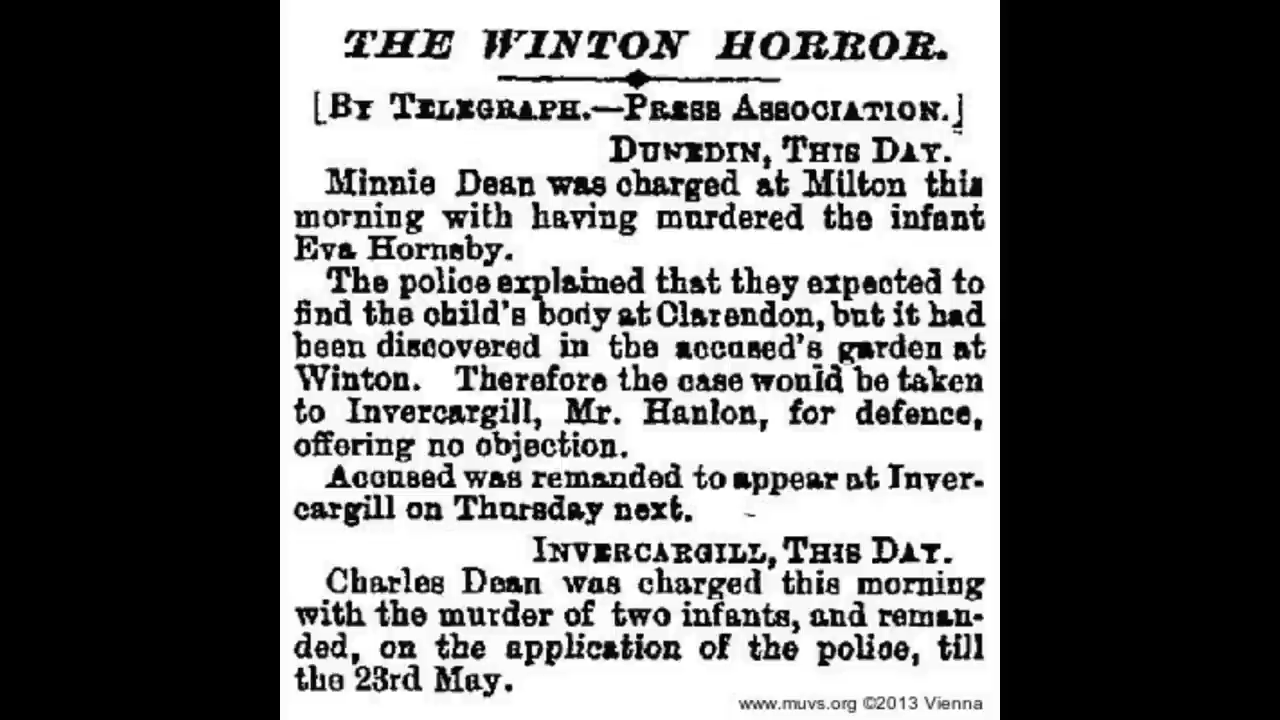 THE WINTON HORROR.
[BY TELEGRAPH.—PRESS ASSOCIATION.]
DUNEDIN, THIS DAY.
Minnie Dean was charged at Milton this
morning with having murdered the infant
Eva Hornsby.
The police explained that they expected to
find the child's body at Clarendon, but it had
been discovered in the accused's garden at
Winton. Therefore the case would be taken
to Invercargill, Mr. Hanlon, for defence,
offering no objection.
Accused was remanded to appear at Inver-
cargill on Thursday next.
INVERCARGILL, THIS DAY.
Charles Dean was charged this morning
with the murder of two infants, and reman-
ded, on the application of the police, till
the 23rd May.
www.muvs.org ©2013 Vienna